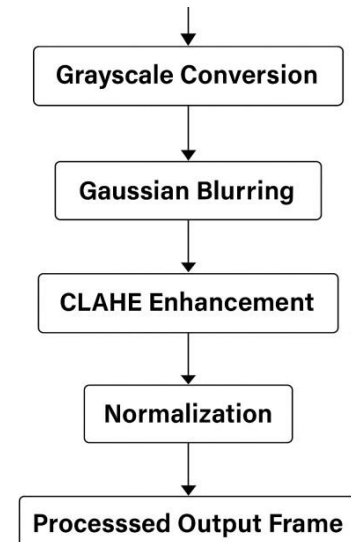 Grayscale Conversion
Gaussian Blurring
CLAHE Enhancement
Normalization
Processsed Output Frame